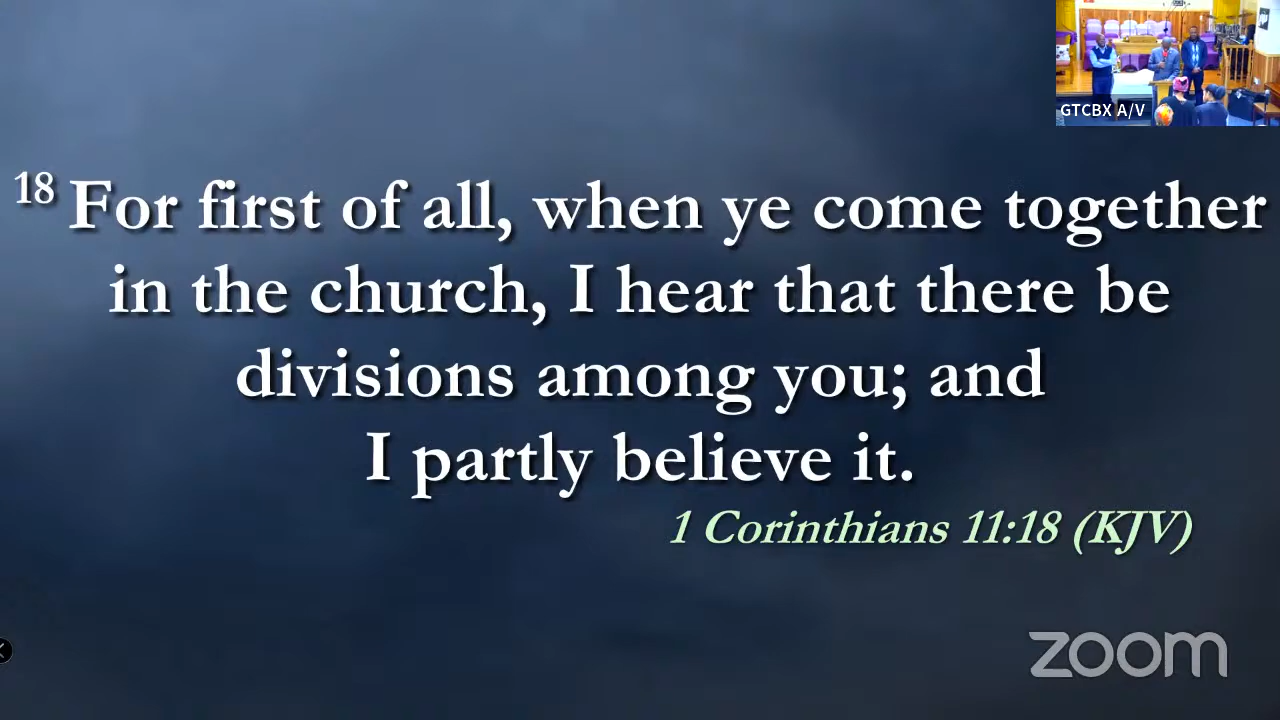 GTCBX A/V
18 For first of all, when ye come together
in the church, I hear that there be
divisions among you; and
I partly believe it.
1 Corinthians 11:18 (KJV)
zoom